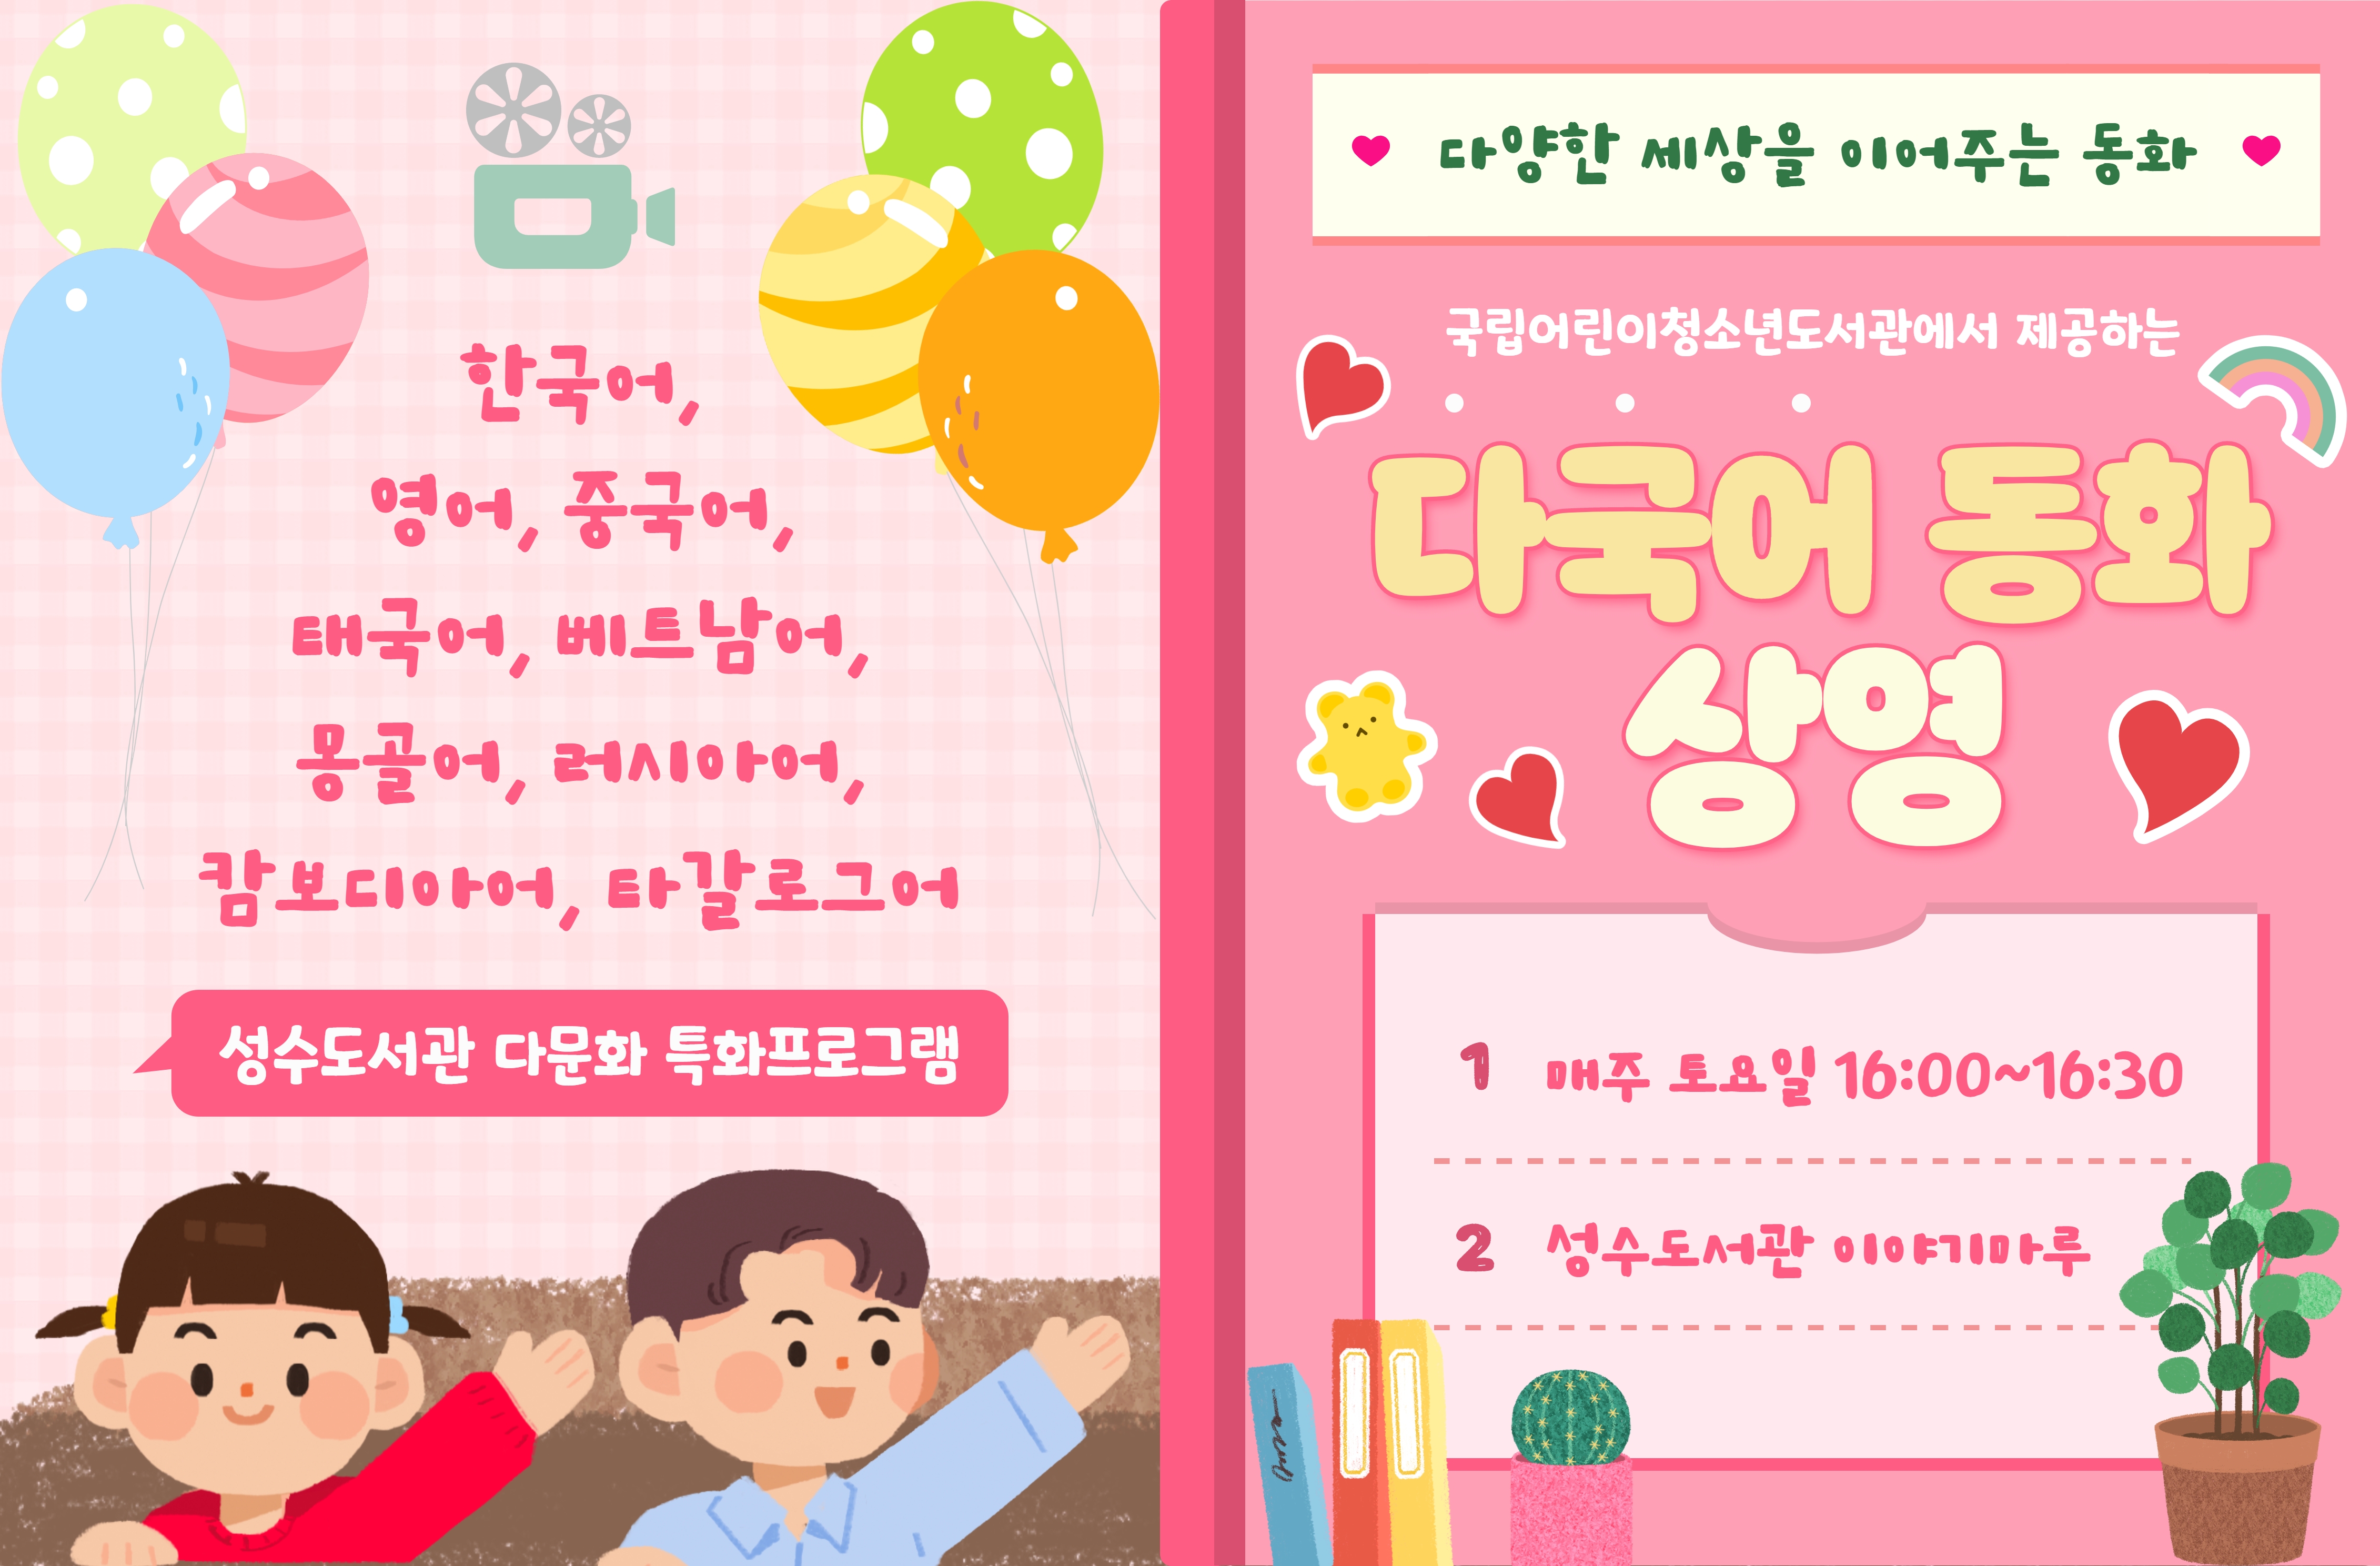 한국어,
영어, 중국어,
태국어, 베트남어,
몽골어, 러시아어,
캄보디아어, 타갈로그어
성수도서관 다문화 특화프로그램
다양한 세상을 이어주는 동화
국립어린이청소년도서관에서 제공하는
다국어 동화
상영
1 매주 토요일 16:00~16:30
2 성수도서관 이야기마루